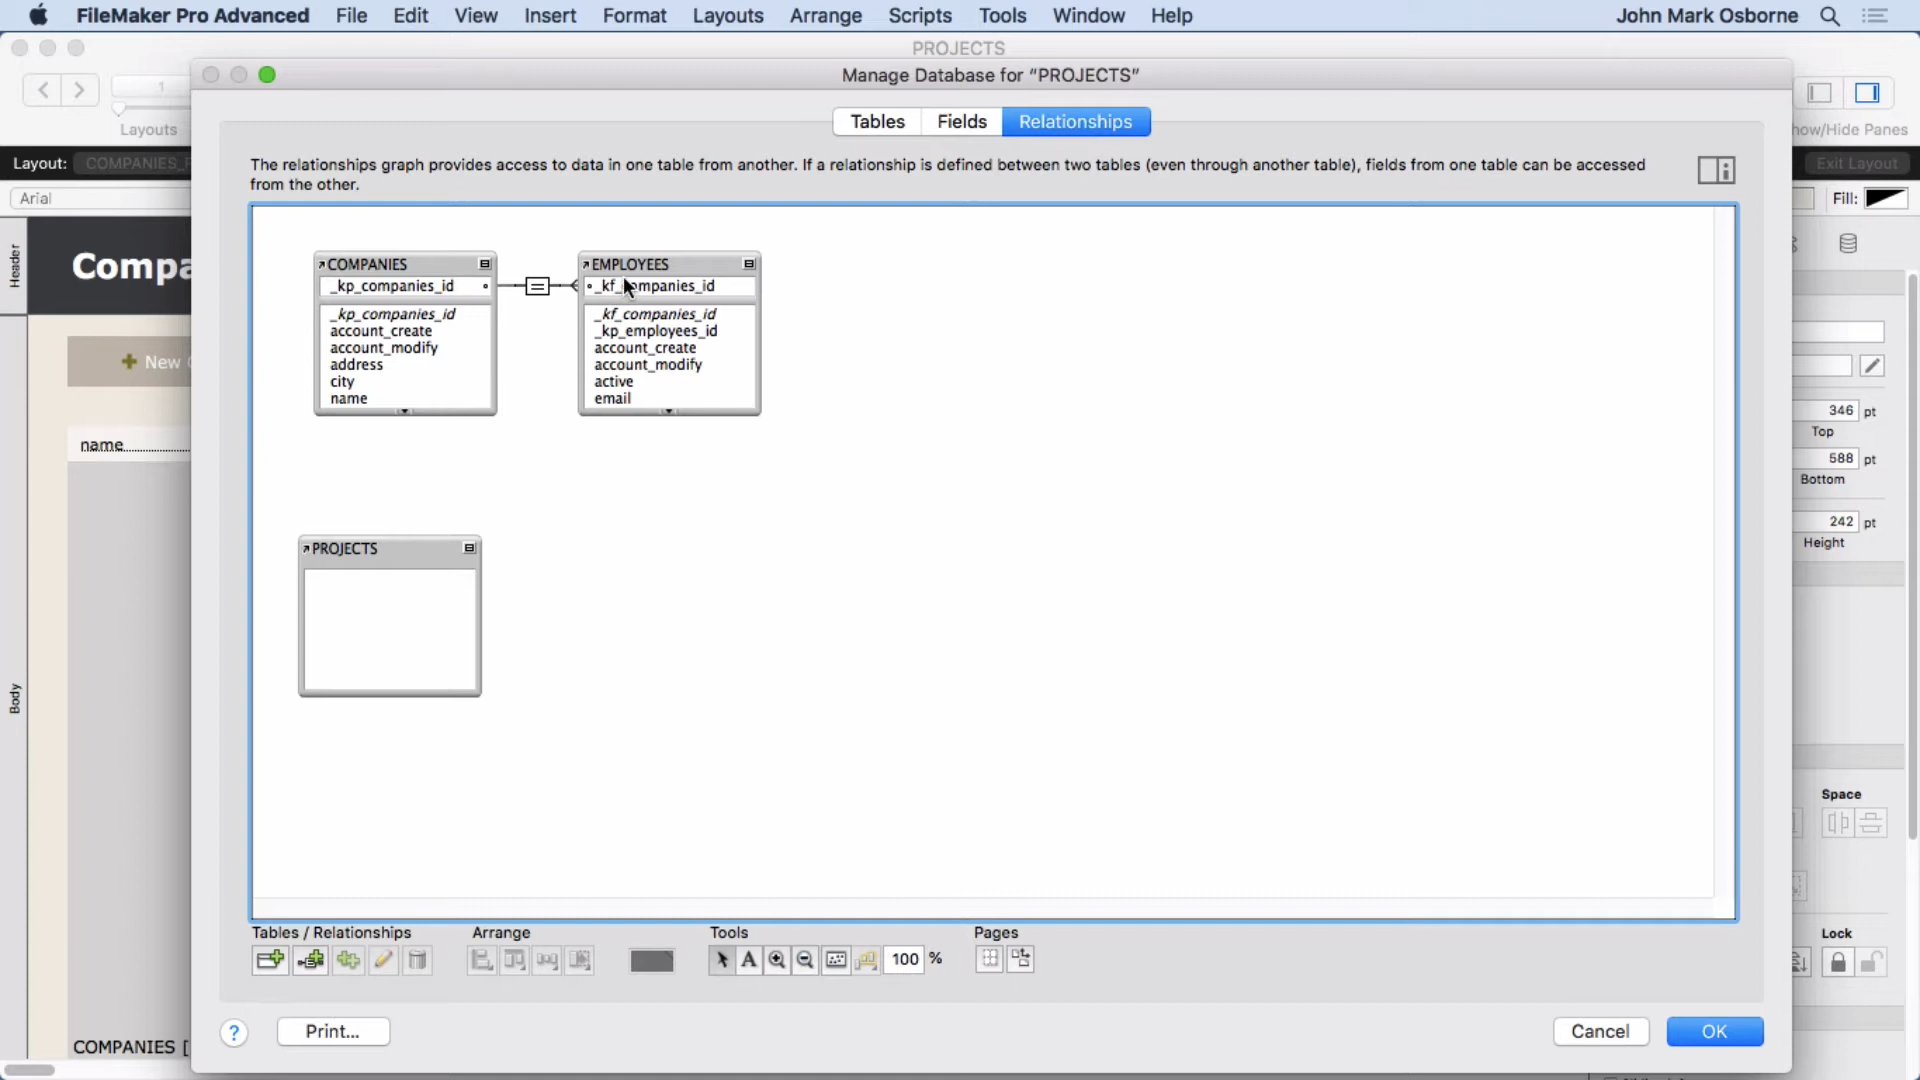 FileMaker Pro Advanced File Edit View Insert Format Layouts Arrange Scripts Tools Window Help John Mark Osborne
PROJECTS
Manage Database for "PROJECTS"
1
Layouts
Tables Fields Relationships
how/Hide Panes
Layout: COMPANIES_
Exit Layout
The relationships graph provides access to data in one table from another. If a relationship is defined between two tables (even through another table), fields from one table can be accessed
from the other.
Arial
Fill:
Header
Compa
COMPANIES
_kp_companies_id
_kp_companies_id
account_create
account_modify
address
city
name
EMPLOYEES
_kf_companies_id
_kf_companies_id
_kp_employees_id
account_create
account_modify
active
email
New
name
346 pt
Top
588 pt
Bottom
242 pt
Height
PROJECTS
Body
Space
Tables / Relationships Arrange Tools Pages
Lock
A 100 %
COMPANIES [
? Print... Cancel OK